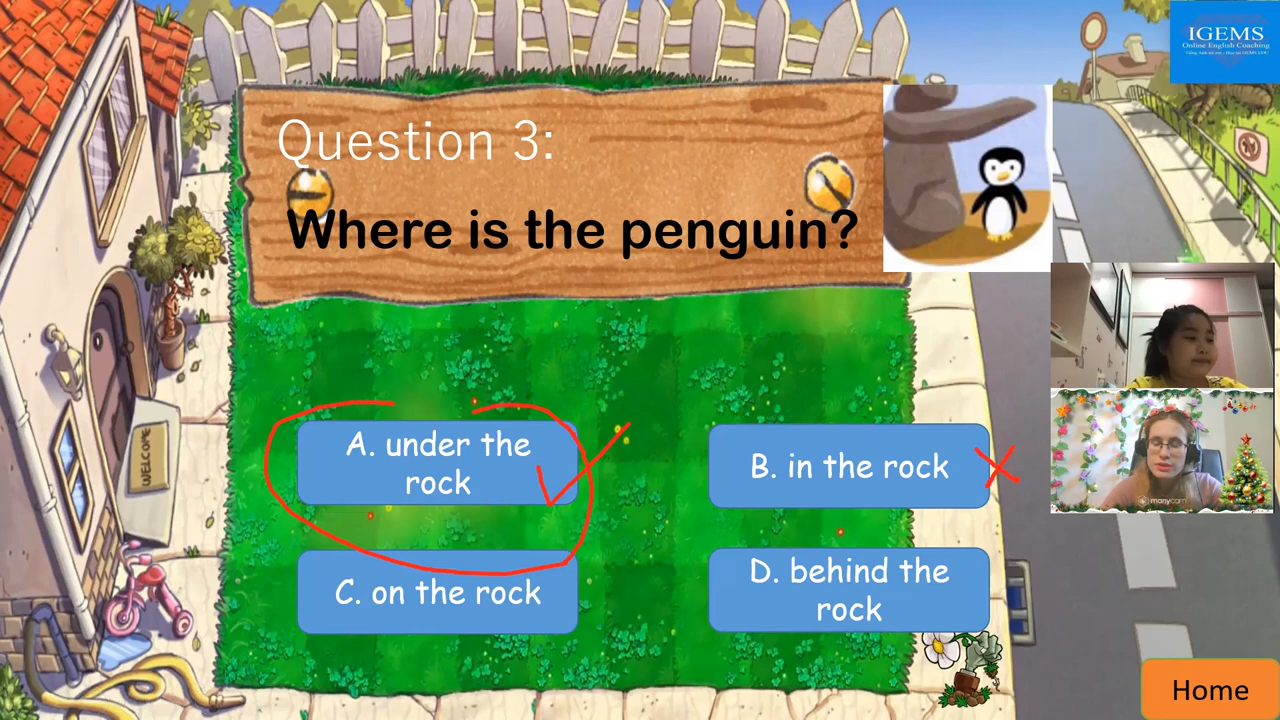 IGEMS
Online English Coaching
Question 3:
Where is the penguin?
A. under the
rock
B. in the rock
C. on the rock
D. behind the
rock
WELCOME
manycam
Home